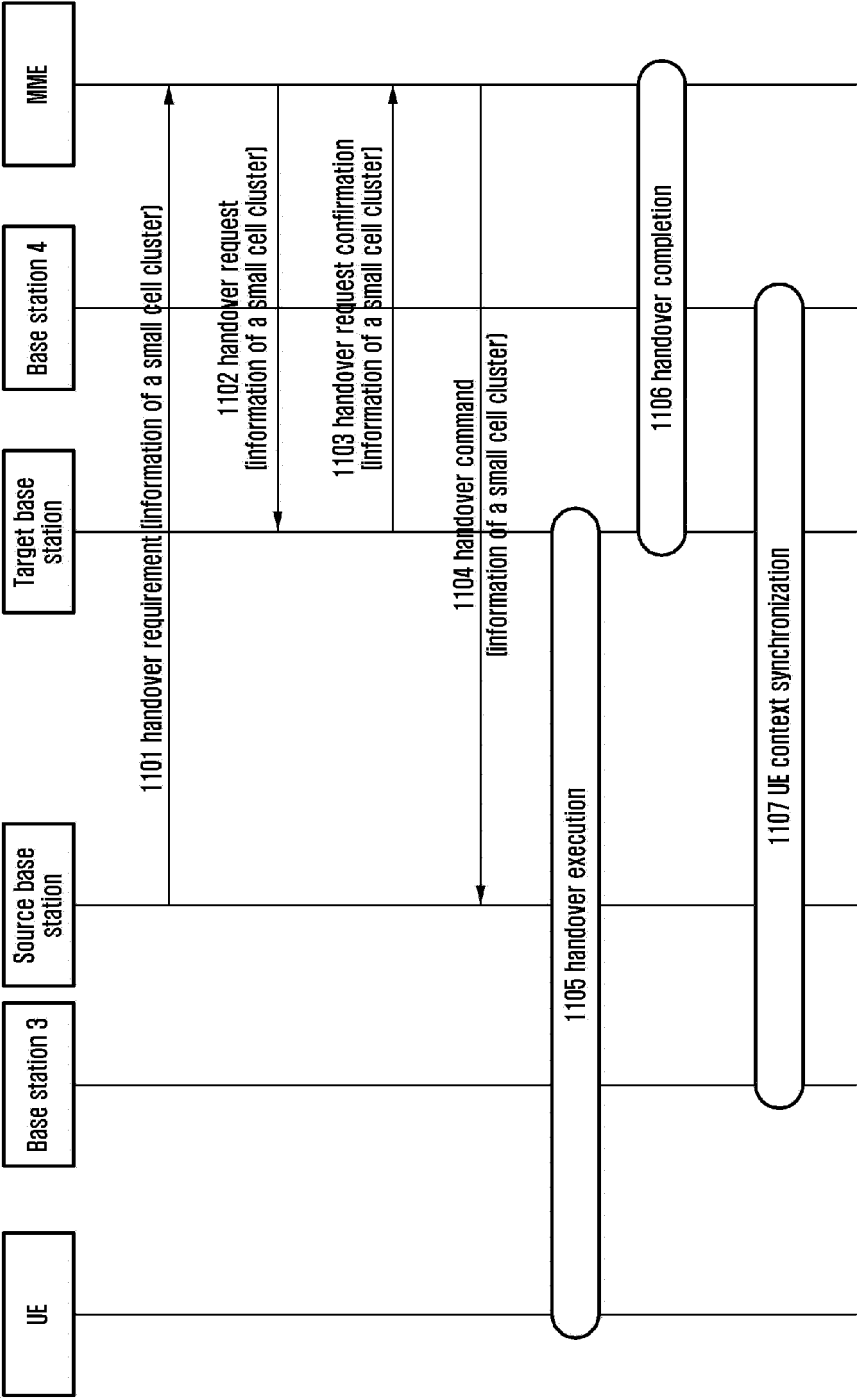 UE
Base station 3
Source base
station
Target base
station
Base station 4
MME
1101 handover requirement (information of a small cell cluster)
1102 handover request
(information of a small cell cluster)
1103 handover request confirmation
(information of a small cell cluster)
1104 handover command
(information of a small cell cluster)
1105 handover execution
1106 handover completion
1107 UE context synchronization